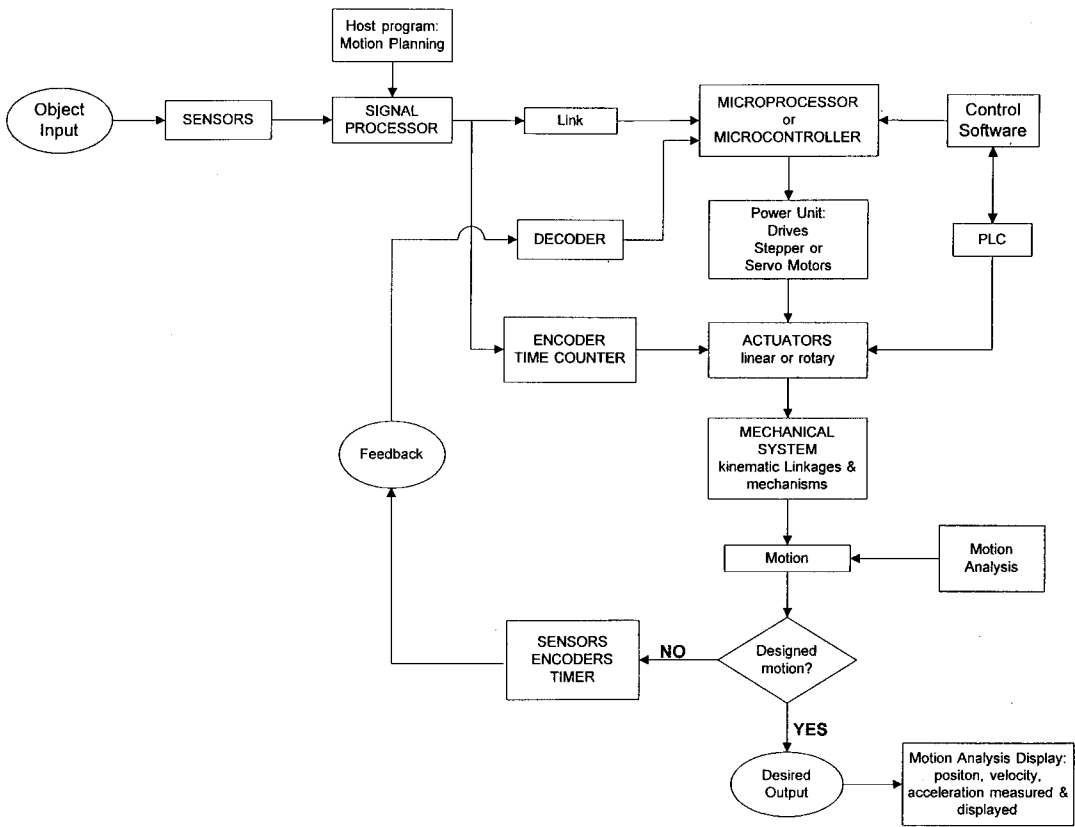 Host program:
Motion Planning
Object
Input
SENSORS
SIGNAL
PROCESSOR
Link
MICROPROCESSOR
or
MICROCONTROLLER
Control
Software
Power Unit:
Drives
Stepper or
Servo Motors
DECODER
PLC
ENCODER
TIME COUNTER
ACTUATORS
linear or rotary
Feedback
MECHANICAL
SYSTEM
kinematic Linkages &
mechanisms
Motion
Motion
Analysis
SENSORS
ENCODERS
TIMER
NO
Designed
motion?
YES
Desired
Output
Motion Analysis Display:
positon, velocity,
acceleration measured &
displayed